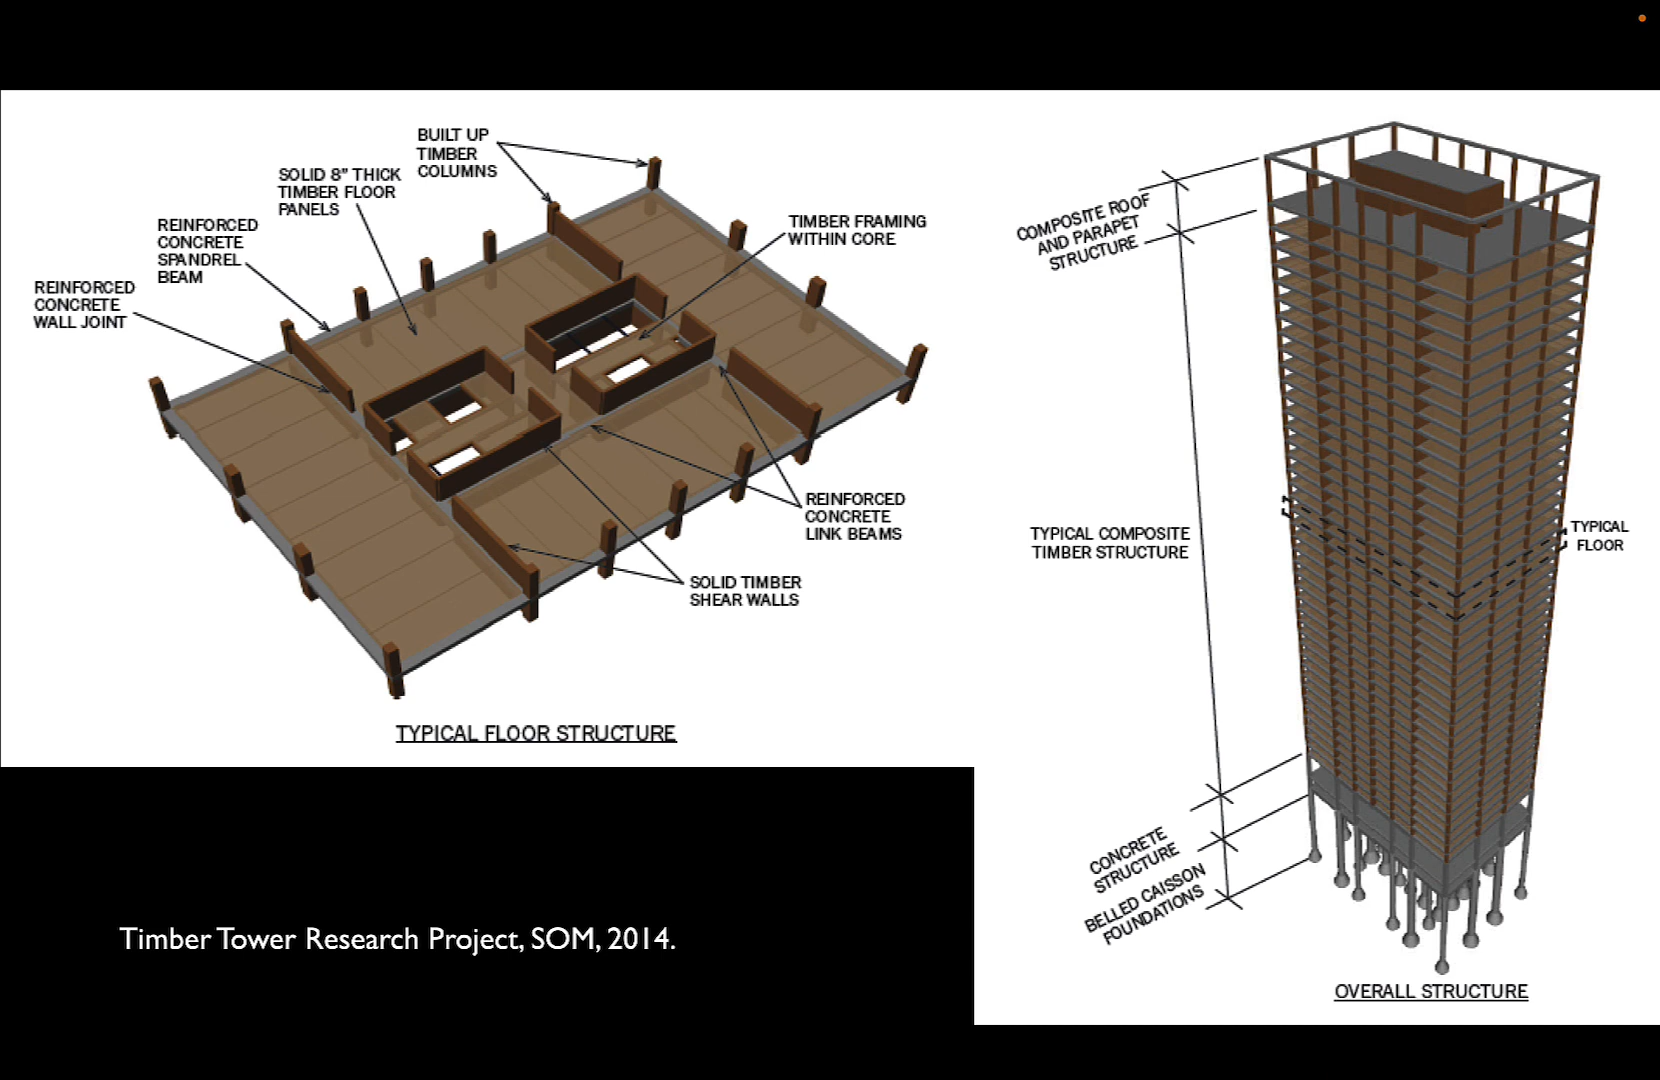 BUILT UP
TIMBER
COLUMNS
SOLID 8" THICK
TIMBER FLOOR
PANELS
REINFORCED
CONCRETE
SPANDREL
BEAM
REINFORCED
CONCRETE
WALL JOINT
TIMBER FRAMING
WITHIN CORE
REINFORCED
CONCRETE
LINK BEAMS
SOLID TIMBER
SHEAR WALLS
TYPICAL FLOOR STRUCTURE
COMPOSITE ROOF
AND PARAPET
STRUCTURE
TYPICAL COMPOSITE
TIMBER STRUCTURE
TYPICAL
FLOOR
CONCRETE
STRUCTURE
BELLED CAISSON
FOUNDATIONS
OVERALL STRUCTURE
Timber Tower Research Project, SOM, 2014.